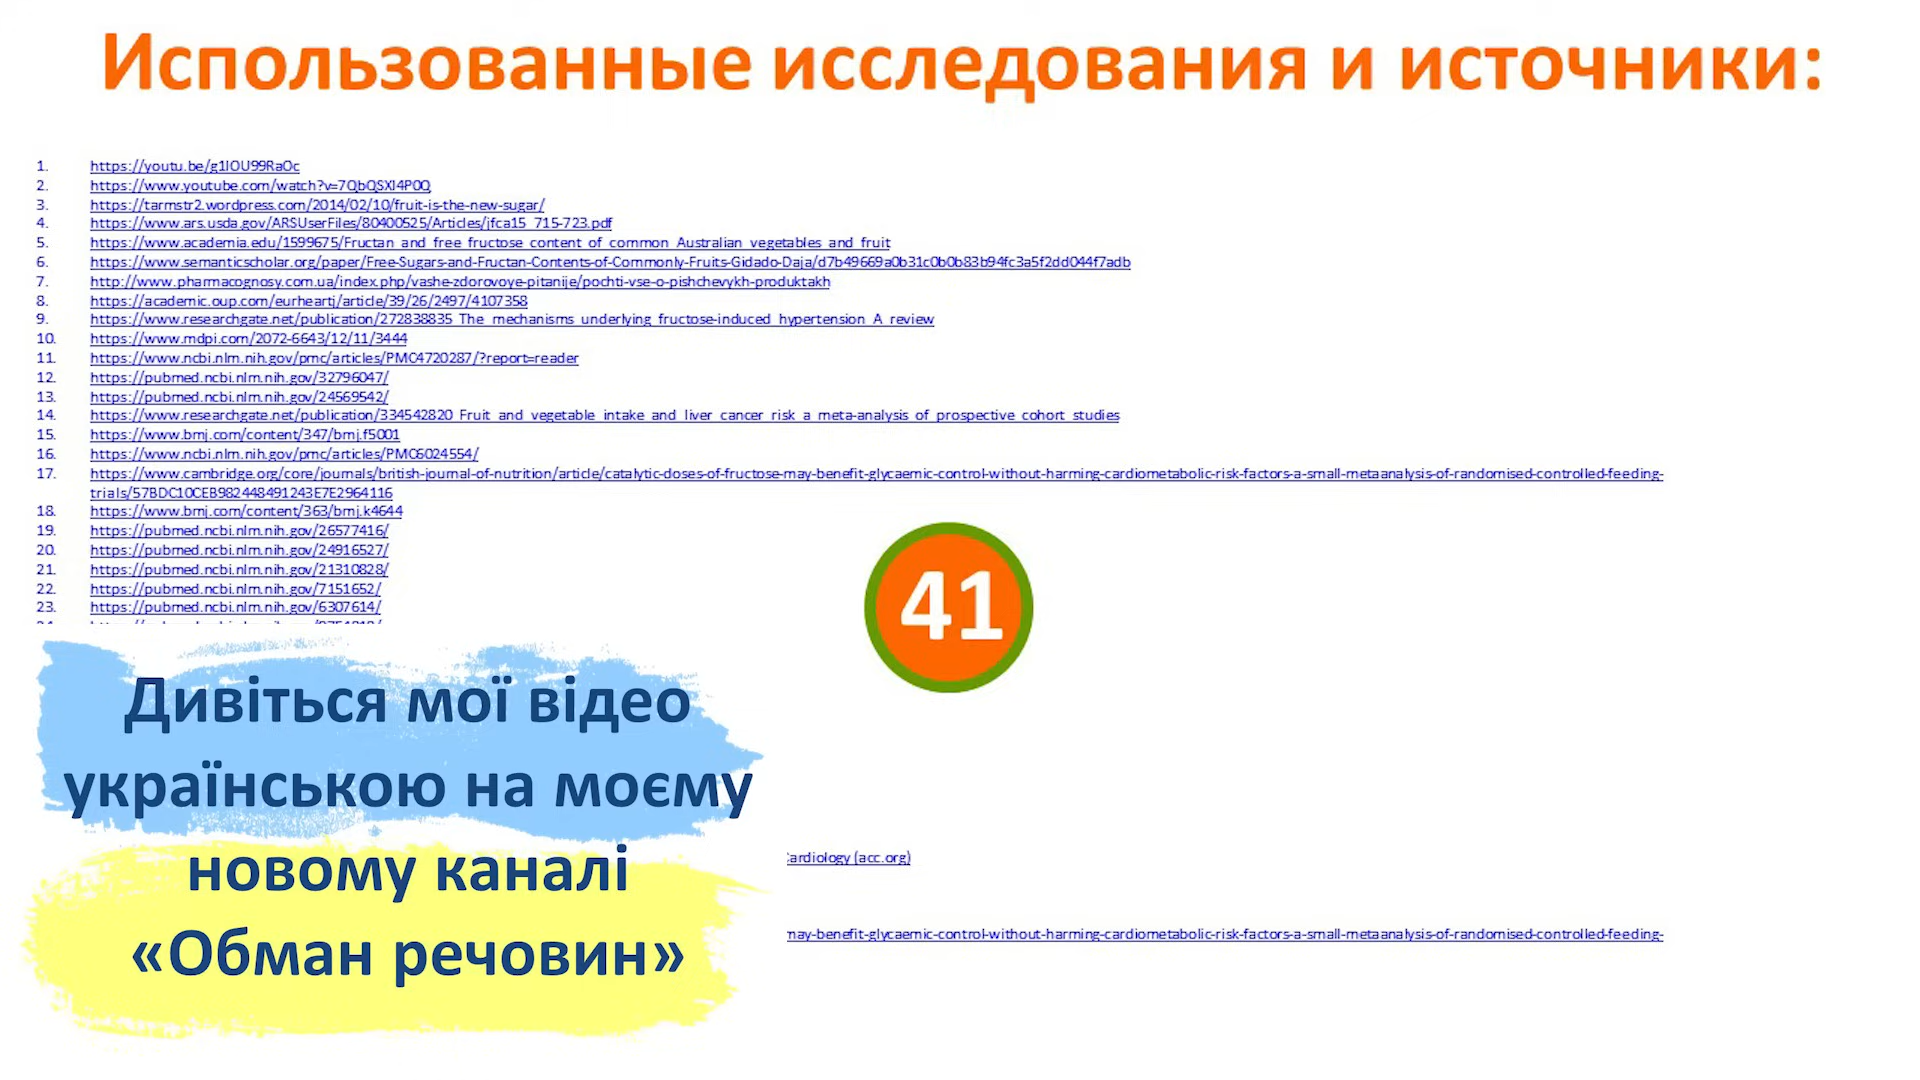 Использованные исследования и источники:
1. https://youtu.be/g1IOU99RaOc
2. https://www.youtube.com/watch?v=7QbQSXI4P0Q
3. https://tarmstr2.wordpress.com/2014/02/10/fruit-is-the-new-sugar/
4. https://www.ars.usda.gov/ARSUserFiles/80400525/Articles/jfca15_715-723.pdf
5. https://www.academia.edu/1599675/Fructan_and_free_fructose_content_of_common_Australian_vegetables_and_fruit
6. https://www.semanticscholar.org/paper/Free-Sugars-and-Fructan-Contents-of-Commonly-Fruits-Gidado-Daja/d7b49669a0b31c0b0b83b94fc3a5f2dd044f7adb
7. http://www.pharmacognosy.com.ua/index.php/vashe-zdorovoye-pitanije/pochti-vse-o-pishchevykh-produktakh
8. https://academic.oup.com/eurheartj/article/39/26/2497/4107358
9. https://www.researchgate.net/publication/272838835_The_mechanisms_underlying_fructose-induced_hypertension_A_review
10. https://www.mdpi.com/2072-6643/12/11/3444
11. https://www.ncbi.nlm.nih.gov/pmc/articles/PMC4720287/?report=reader
12. https://pubmed.ncbi.nlm.nih.gov/32796047/
13. https://pubmed.ncbi.nlm.nih.gov/24569542/
14. https://www.researchgate.net/publication/334542820_Fruit_and_vegetable_intake_and_liver_cancer_risk_a_meta-analysis_of_prospective_cohort_studies
15. https://www.bmj.com/content/347/bmj.f5001
16. https://www.ncbi.nlm.nih.gov/pmc/articles/PMC6024554/
17. https://www.cambridge.org/core/journals/british-journal-of-nutrition/article/catalytic-doses-of-fructose-may-benefit-glycaemic-control-without-harming-cardiometabolic-risk-factors-a-small-metaanalysis-of-randomised-controlled-feeding-
trials/57BDC10CEB982448491243E7E2964116
18. https://www.bmj.com/content/363/bmj.k4644
19. https://pubmed.ncbi.nlm.nih.gov/26577416/
20. https://pubmed.ncbi.nlm.nih.gov/24916527/
21. https://pubmed.ncbi.nlm.nih.gov/21310828/
22. https://pubmed.ncbi.nlm.nih.gov/7151652/
23. https://pubmed.ncbi.nlm.nih.gov/6307614/
41
Дивіться мої відео
українською на моєму
новому каналі
«Обман речовин»
ardiology (acc.org)
may-benefit-glycaemic-control-without-harming-cardiometabolic-risk-factors-a-small-metaanalysis-of-randomised-controlled-feeding-